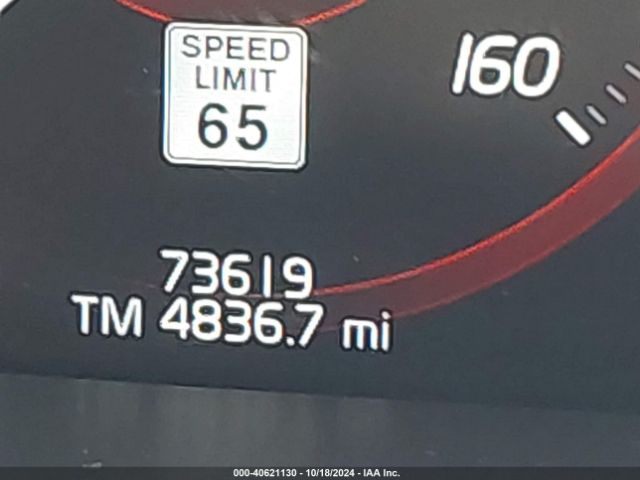 SPEED
LIMIT
65
160
73619
TM 4836.7 mi
000-40621130 - 10/18/2024 - IAA Inc.